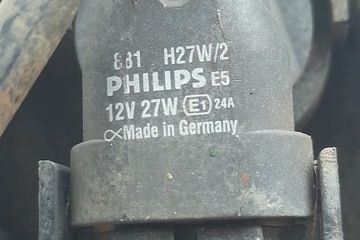 881 H27W/2
PHILIPS E5
12V 27W E1 24A
∝Made in Germany